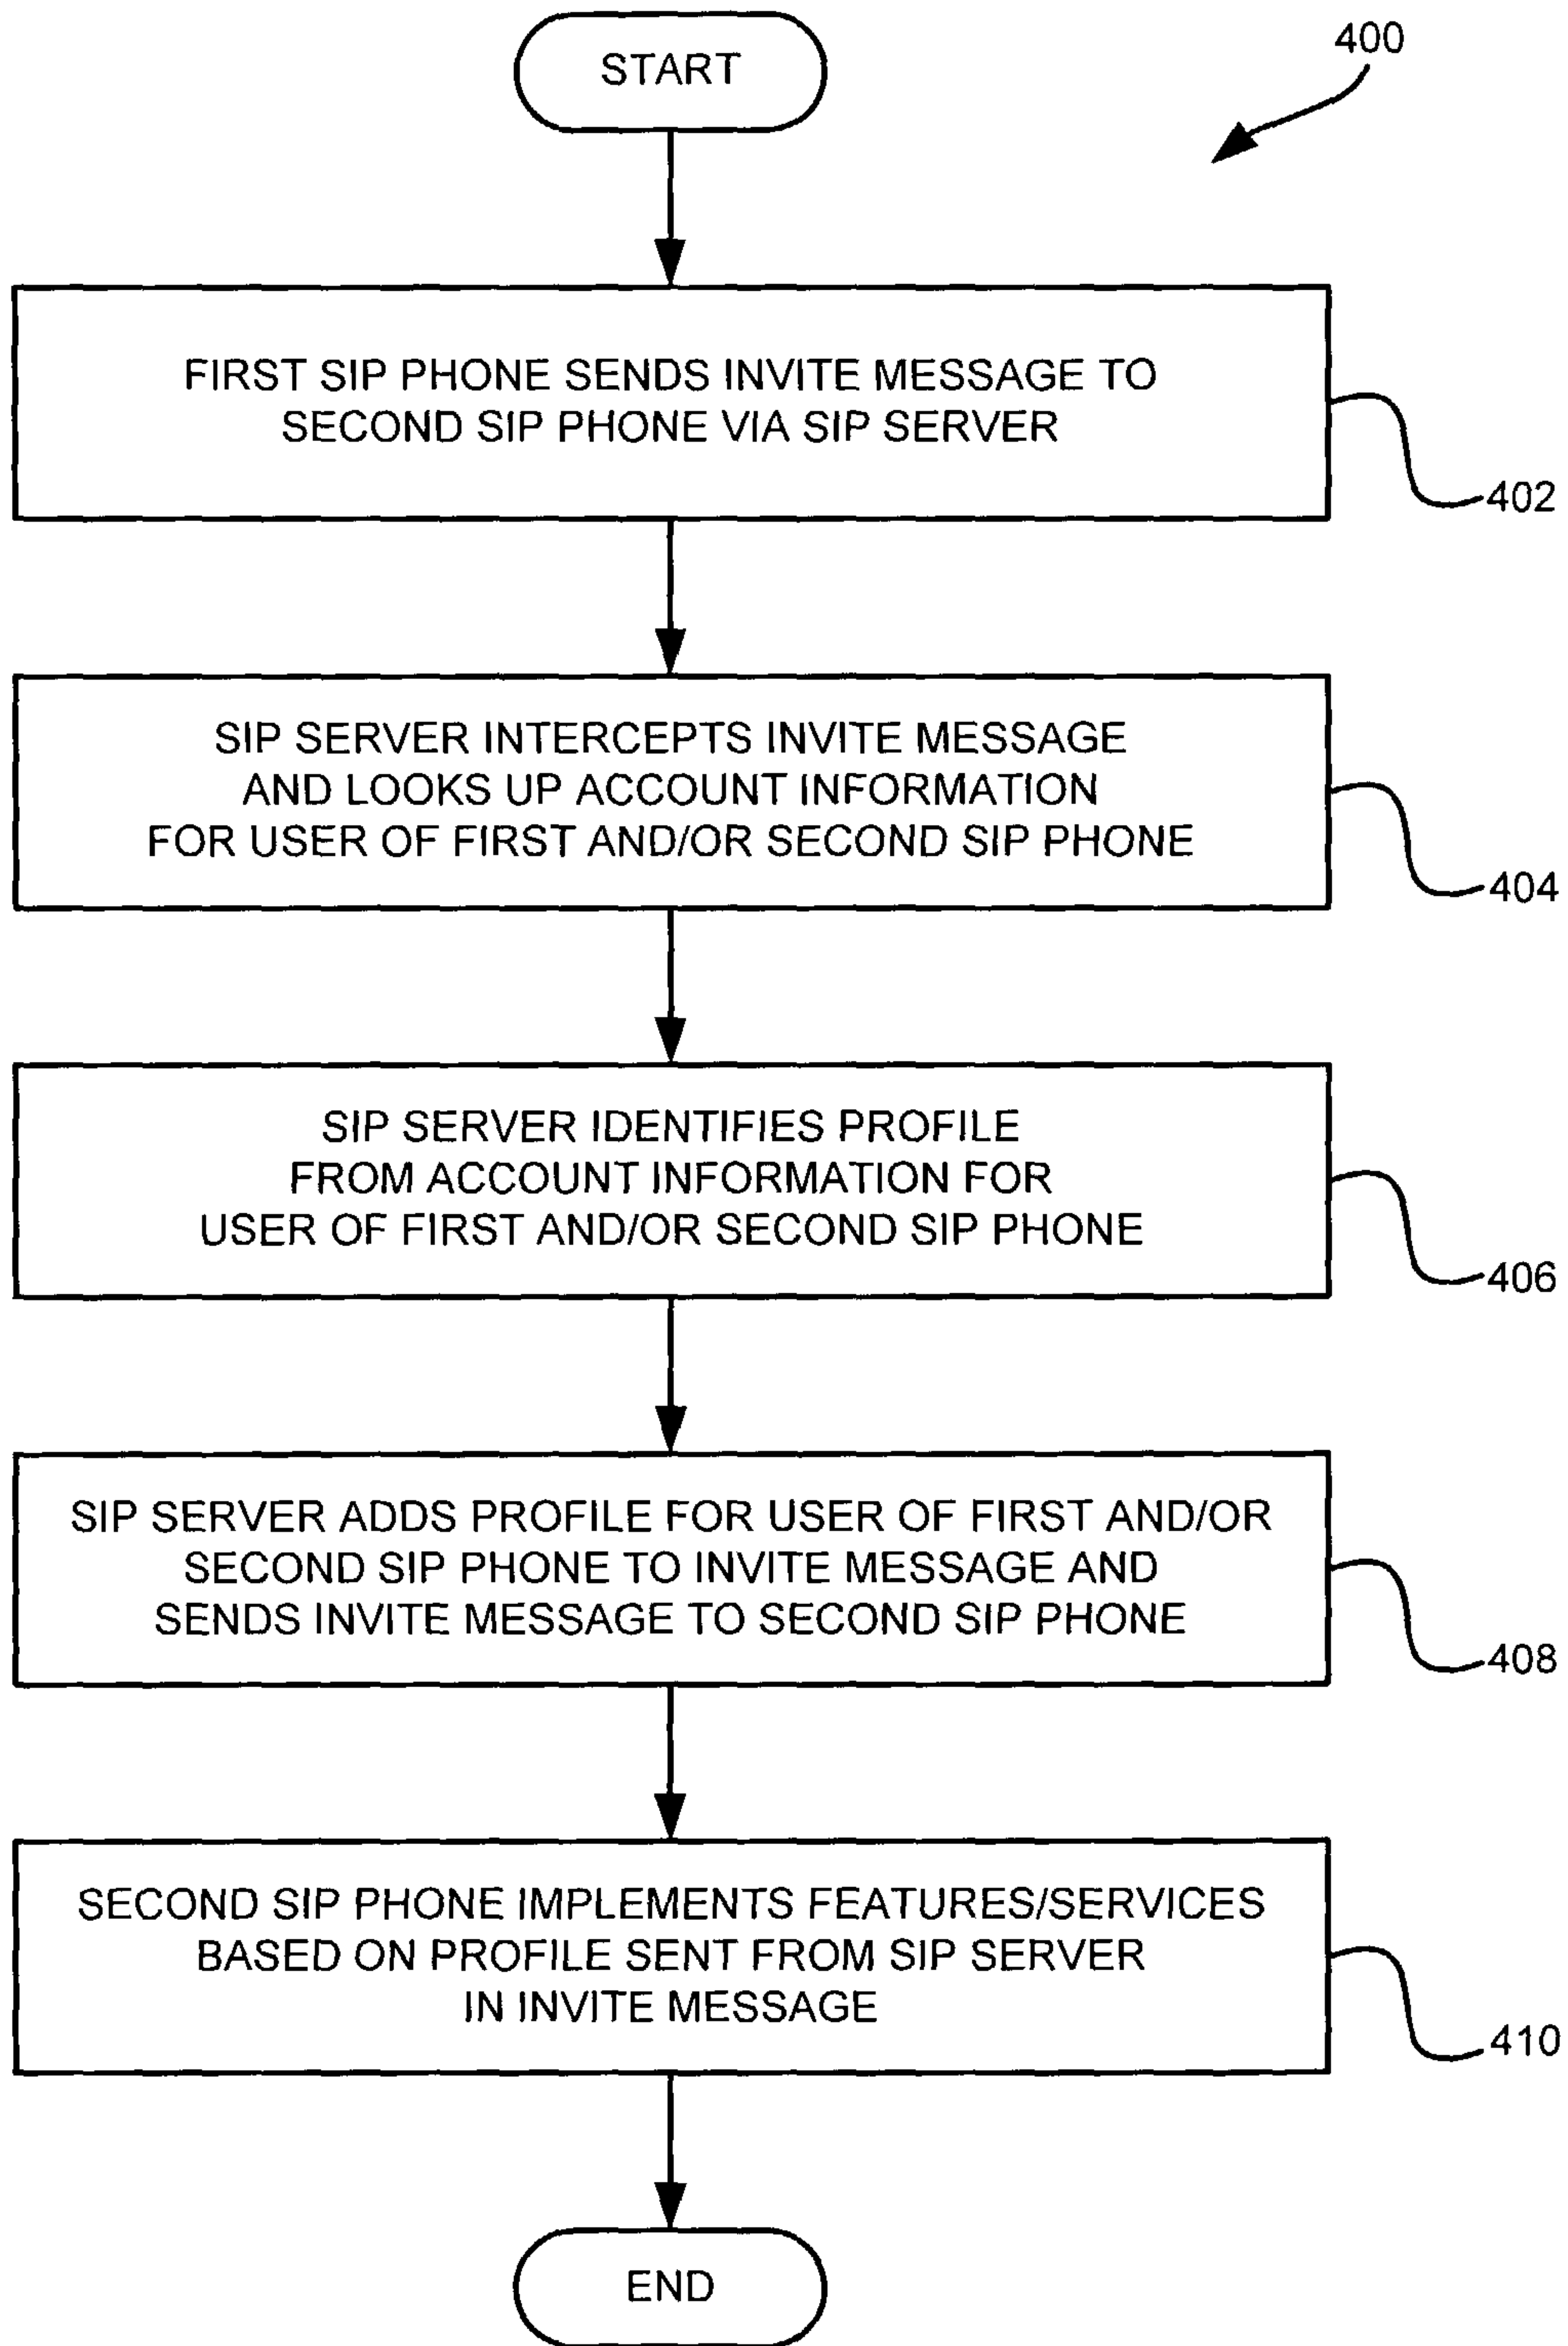 START
400
FIRST SIP PHONE SENDS INVITE MESSAGE TO
SECOND SIP PHONE VIA SIP SERVER
402
SIP SERVER INTERCEPTS INVITE MESSAGE
AND LOOKS UP ACCOUNT INFORMATION
FOR USER OF FIRST AND/OR SECOND SIP PHONE
404
SIP SERVER IDENTIFIES PROFILE
FROM ACCOUNT INFORMATION FOR
USER OF FIRST AND/OR SECOND SIP PHONE
406
SIP SERVER ADDS PROFILE FOR USER OF FIRST AND/OR
SECOND SIP PHONE TO INVITE MESSAGE AND
SENDS INVITE MESSAGE TO SECOND SIP PHONE
408
SECOND SIP PHONE IMPLEMENTS FEATURES/SERVICES
BASED ON PROFILE SENT FROM SIP SERVER
IN INVITE MESSAGE
410
END